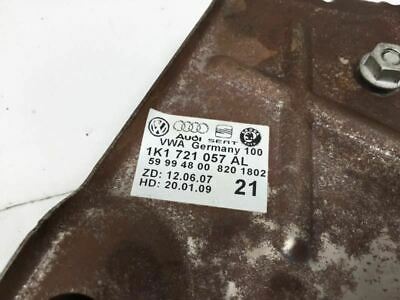 Audi SEAT
VWA Germany 100
1K1 721 057 AL
59 99 48 00 820 1802
ZD: 12.06.07
HD: 20.01.09 21